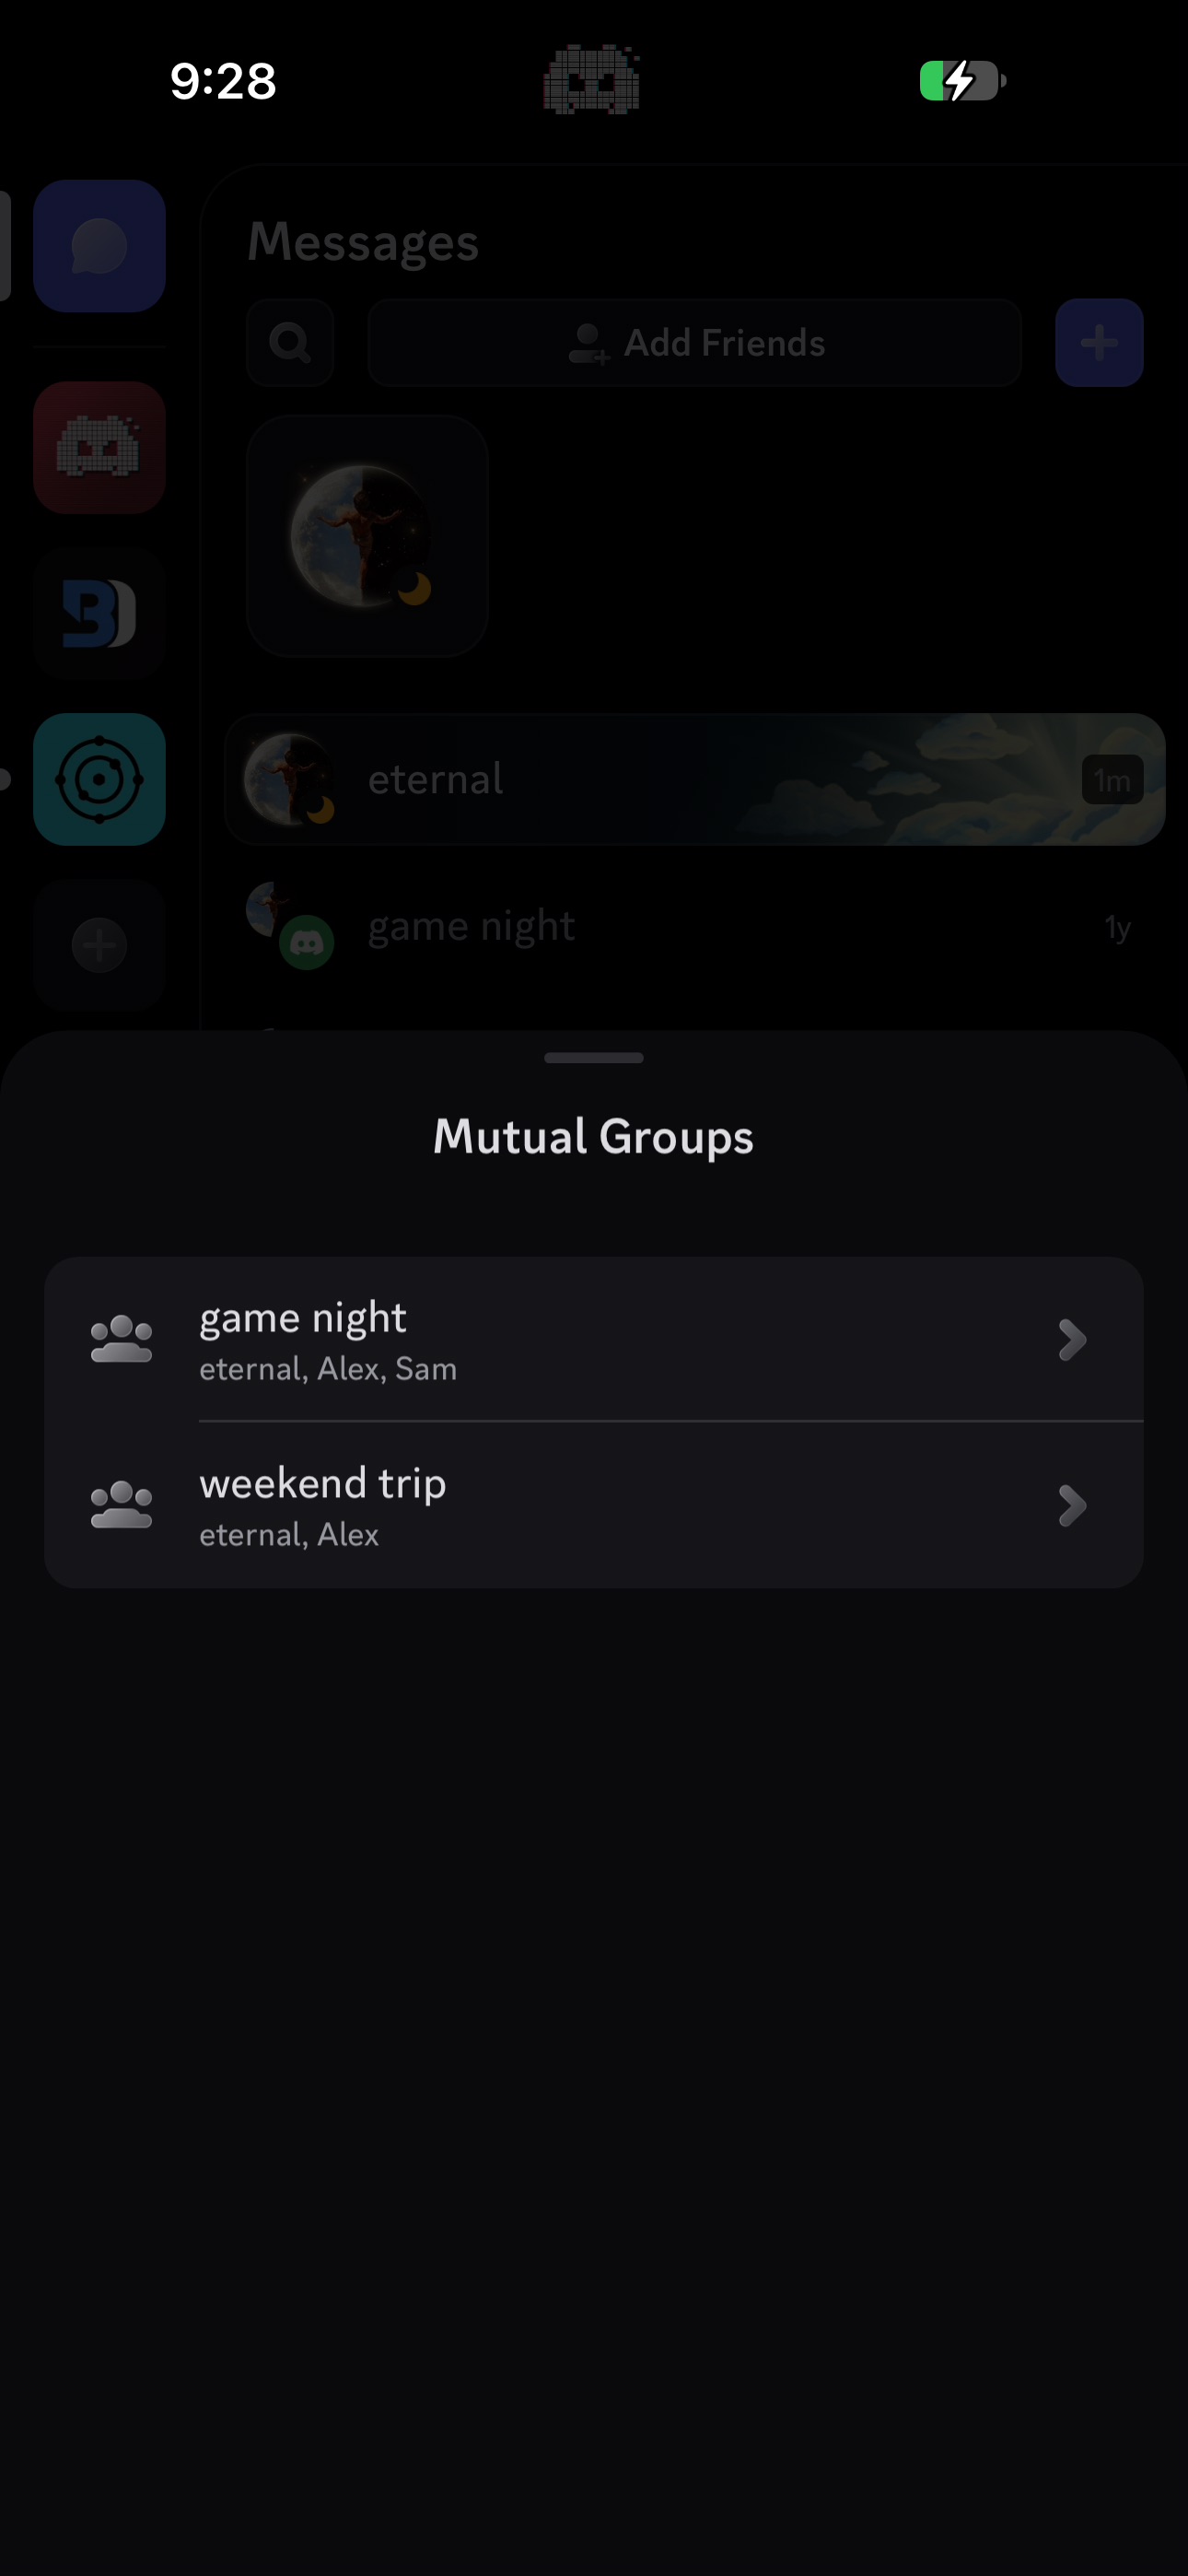 9:28
Messages
Add Friends
eternal
1m
game night
1y
Mutual Groups
game night
eternal, Alex, Sam
weekend trip
eternal, Alex